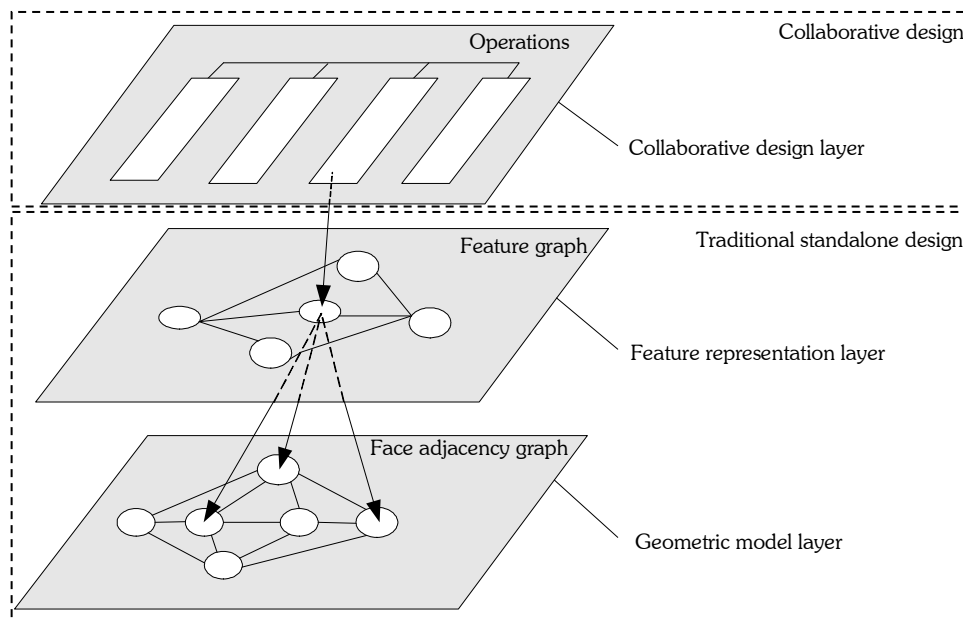 Collaborative design
Operations
Collaborative design layer
Traditional standalone design
Feature graph
Feature representation layer
Face adjacency graph
Geometric model layer